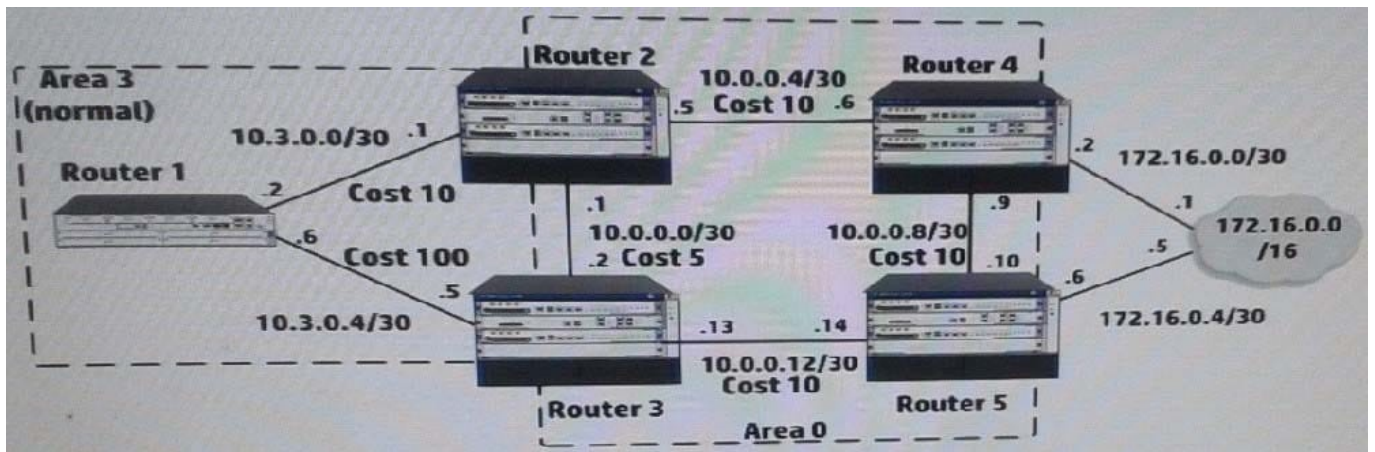 Router 2
Area 3
(normal)
10.0.0.4/30
Router 4
.5 Cost 10 .6
10.3.0.0/30 .1
Router 1
.2
Cost 10
.2 172.16.0.0/30
.1
10.0.0.0/30
.2 Cost 5
.9
10.0.0.8/30
Cost 10 .10
.1
172.16.0.0
/16
.6
Cost 100
.5
.5
.6
10.3.0.4/30
.13 .14
172.16.0.4/30
10.0.0.12/30
Cost 10
Router 3
Router 5
Area 0